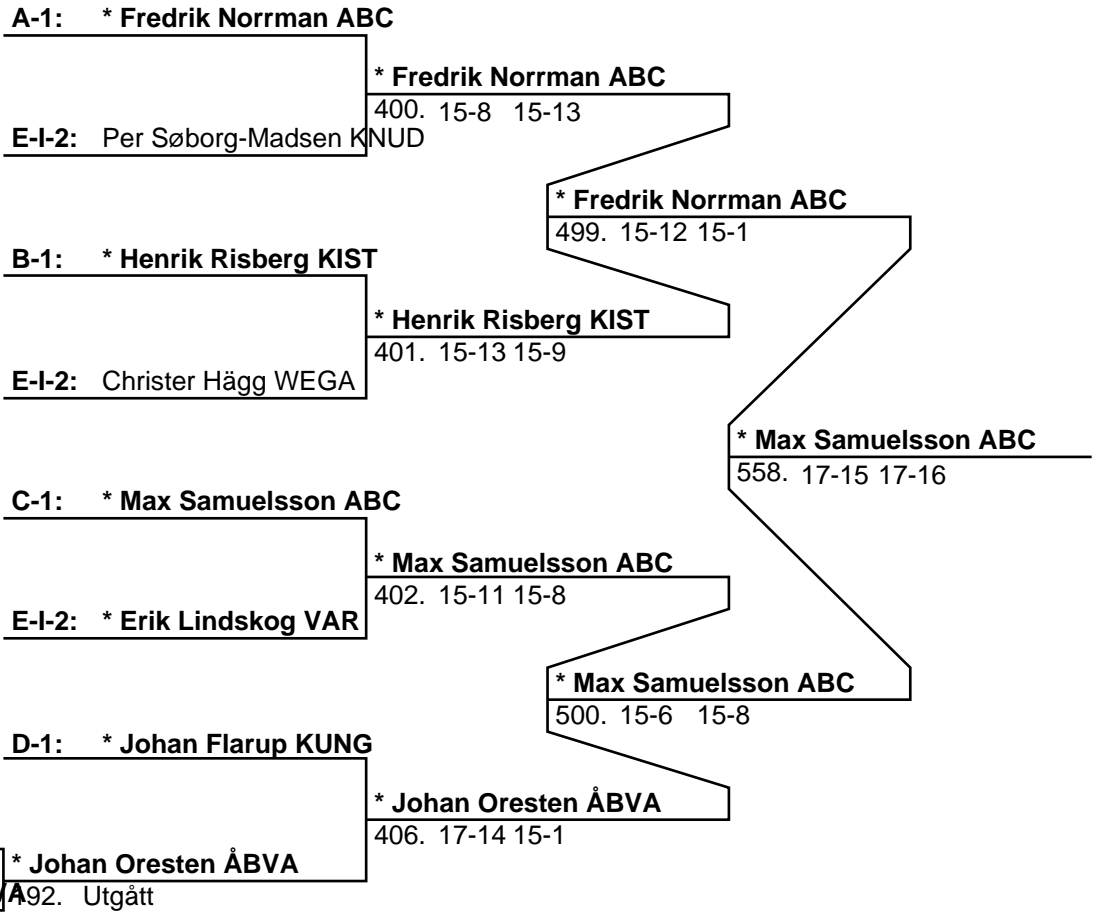 A-1: * Fredrik Norrman ABC
* Fredrik Norrman ABC
400. 15-8 15-13
E-I-2: Per Søborg-Madsen KNUD
* Fredrik Norrman ABC
499. 15-12 15-1
B-1: * Henrik Risberg KIST
* Henrik Risberg KIST
401. 15-13 15-9
E-I-2: Christer Hägg WEGA
* Max Samuelsson ABC
558. 17-15 17-16
C-1: * Max Samuelsson ABC
* Max Samuelsson ABC
402. 15-11 15-8
E-I-2: * Erik Lindskog VAR
* Max Samuelsson ABC
500. 15-6 15-8
D-1: * Johan Flarup KUNG
* Johan Oresten ÅBVA
406. 17-14 15-1
* Johan Oresten ÅBVA
Utgått